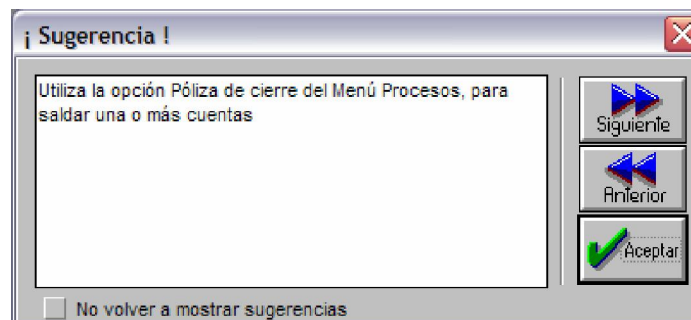 ¡ Sugerencia !
Utiliza la opción Póliza de cierre del Menú Procesos, para
saldar una o más cuentas
Siguiente
Anterior
Aceptar
No volver a mostrar sugerencias